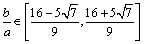 b/a ∈ [ (16 − 5√7)/9 , (16 + 5√7)/9 ]